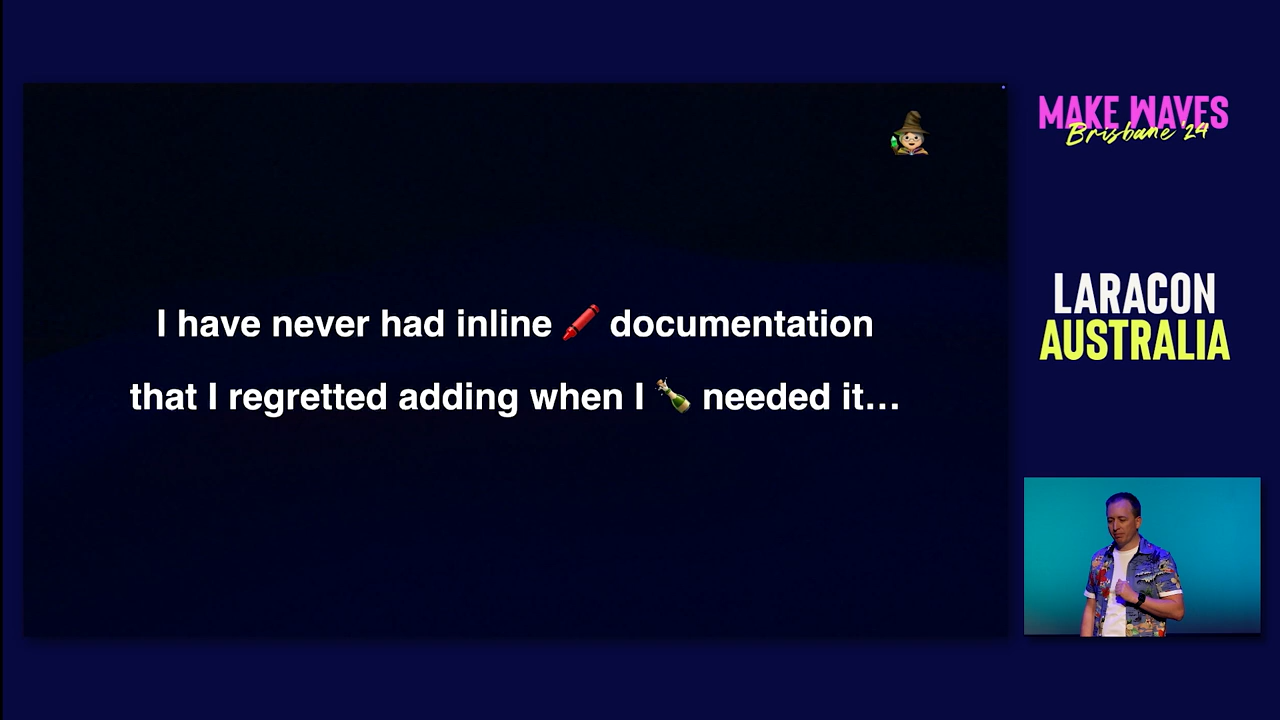 I have never had inline 🖍️ documentation
that I regretted adding when I 🍾 needed it…
MAKE WAVES
Brisbane '24
LARACON
AUSTRALIA